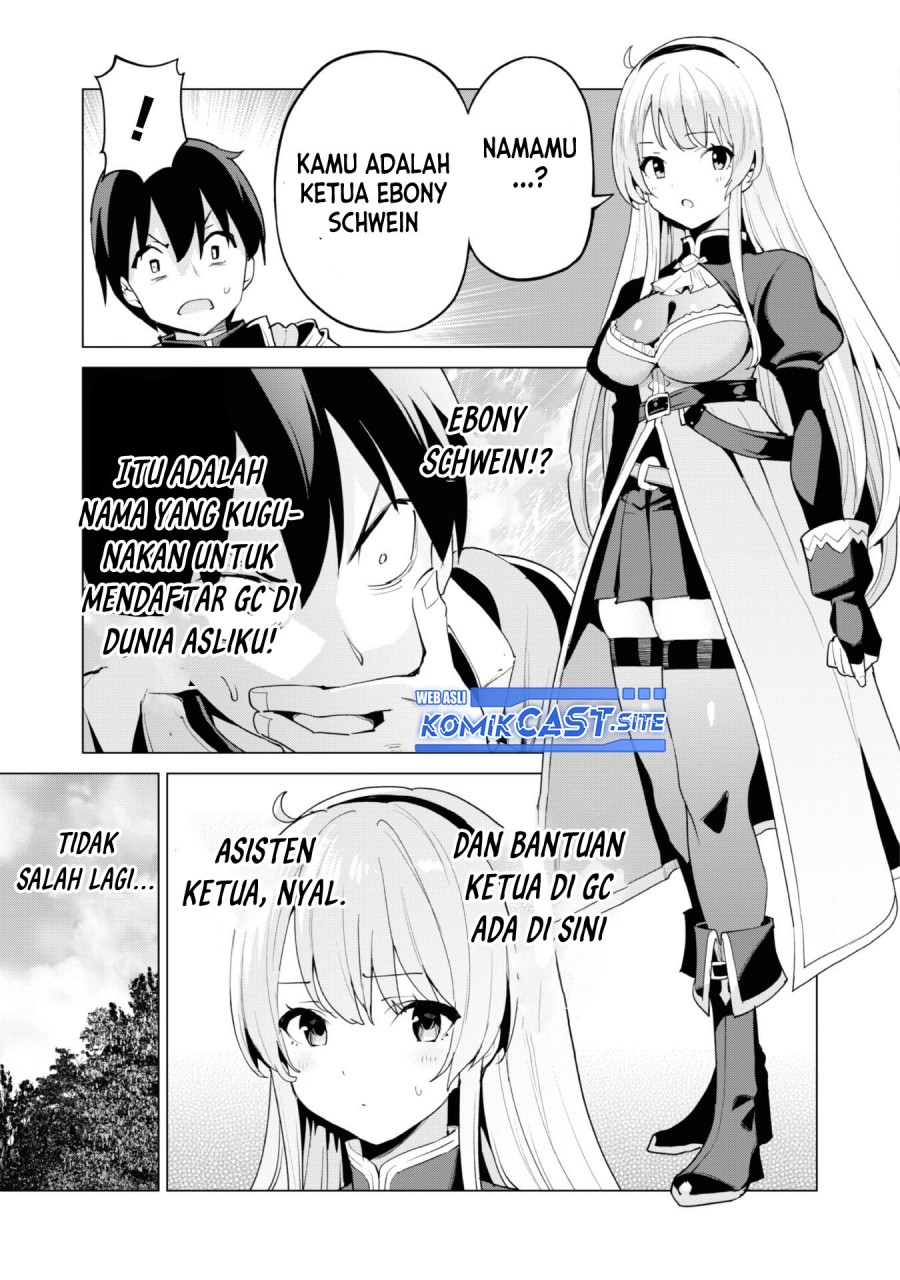 NAMAMU
...?
KAMU ADALAH
KETUA EBONY
SCHWEIN
!
EBONY
SCHWEIN!?
ITU ADALAH
NAMA YANG KUGU-
NAKAN UNTUK
MENDAFTAR GC DI
DUNIA ASLIKU!
WEB ASLI
KOMIKCAST.SITE
DAN BANTUAN
KETUA DI GC
ADA DI SINI
ASISTEN
KETUA, NYAL.
TIDAK
SALAH LAGI...